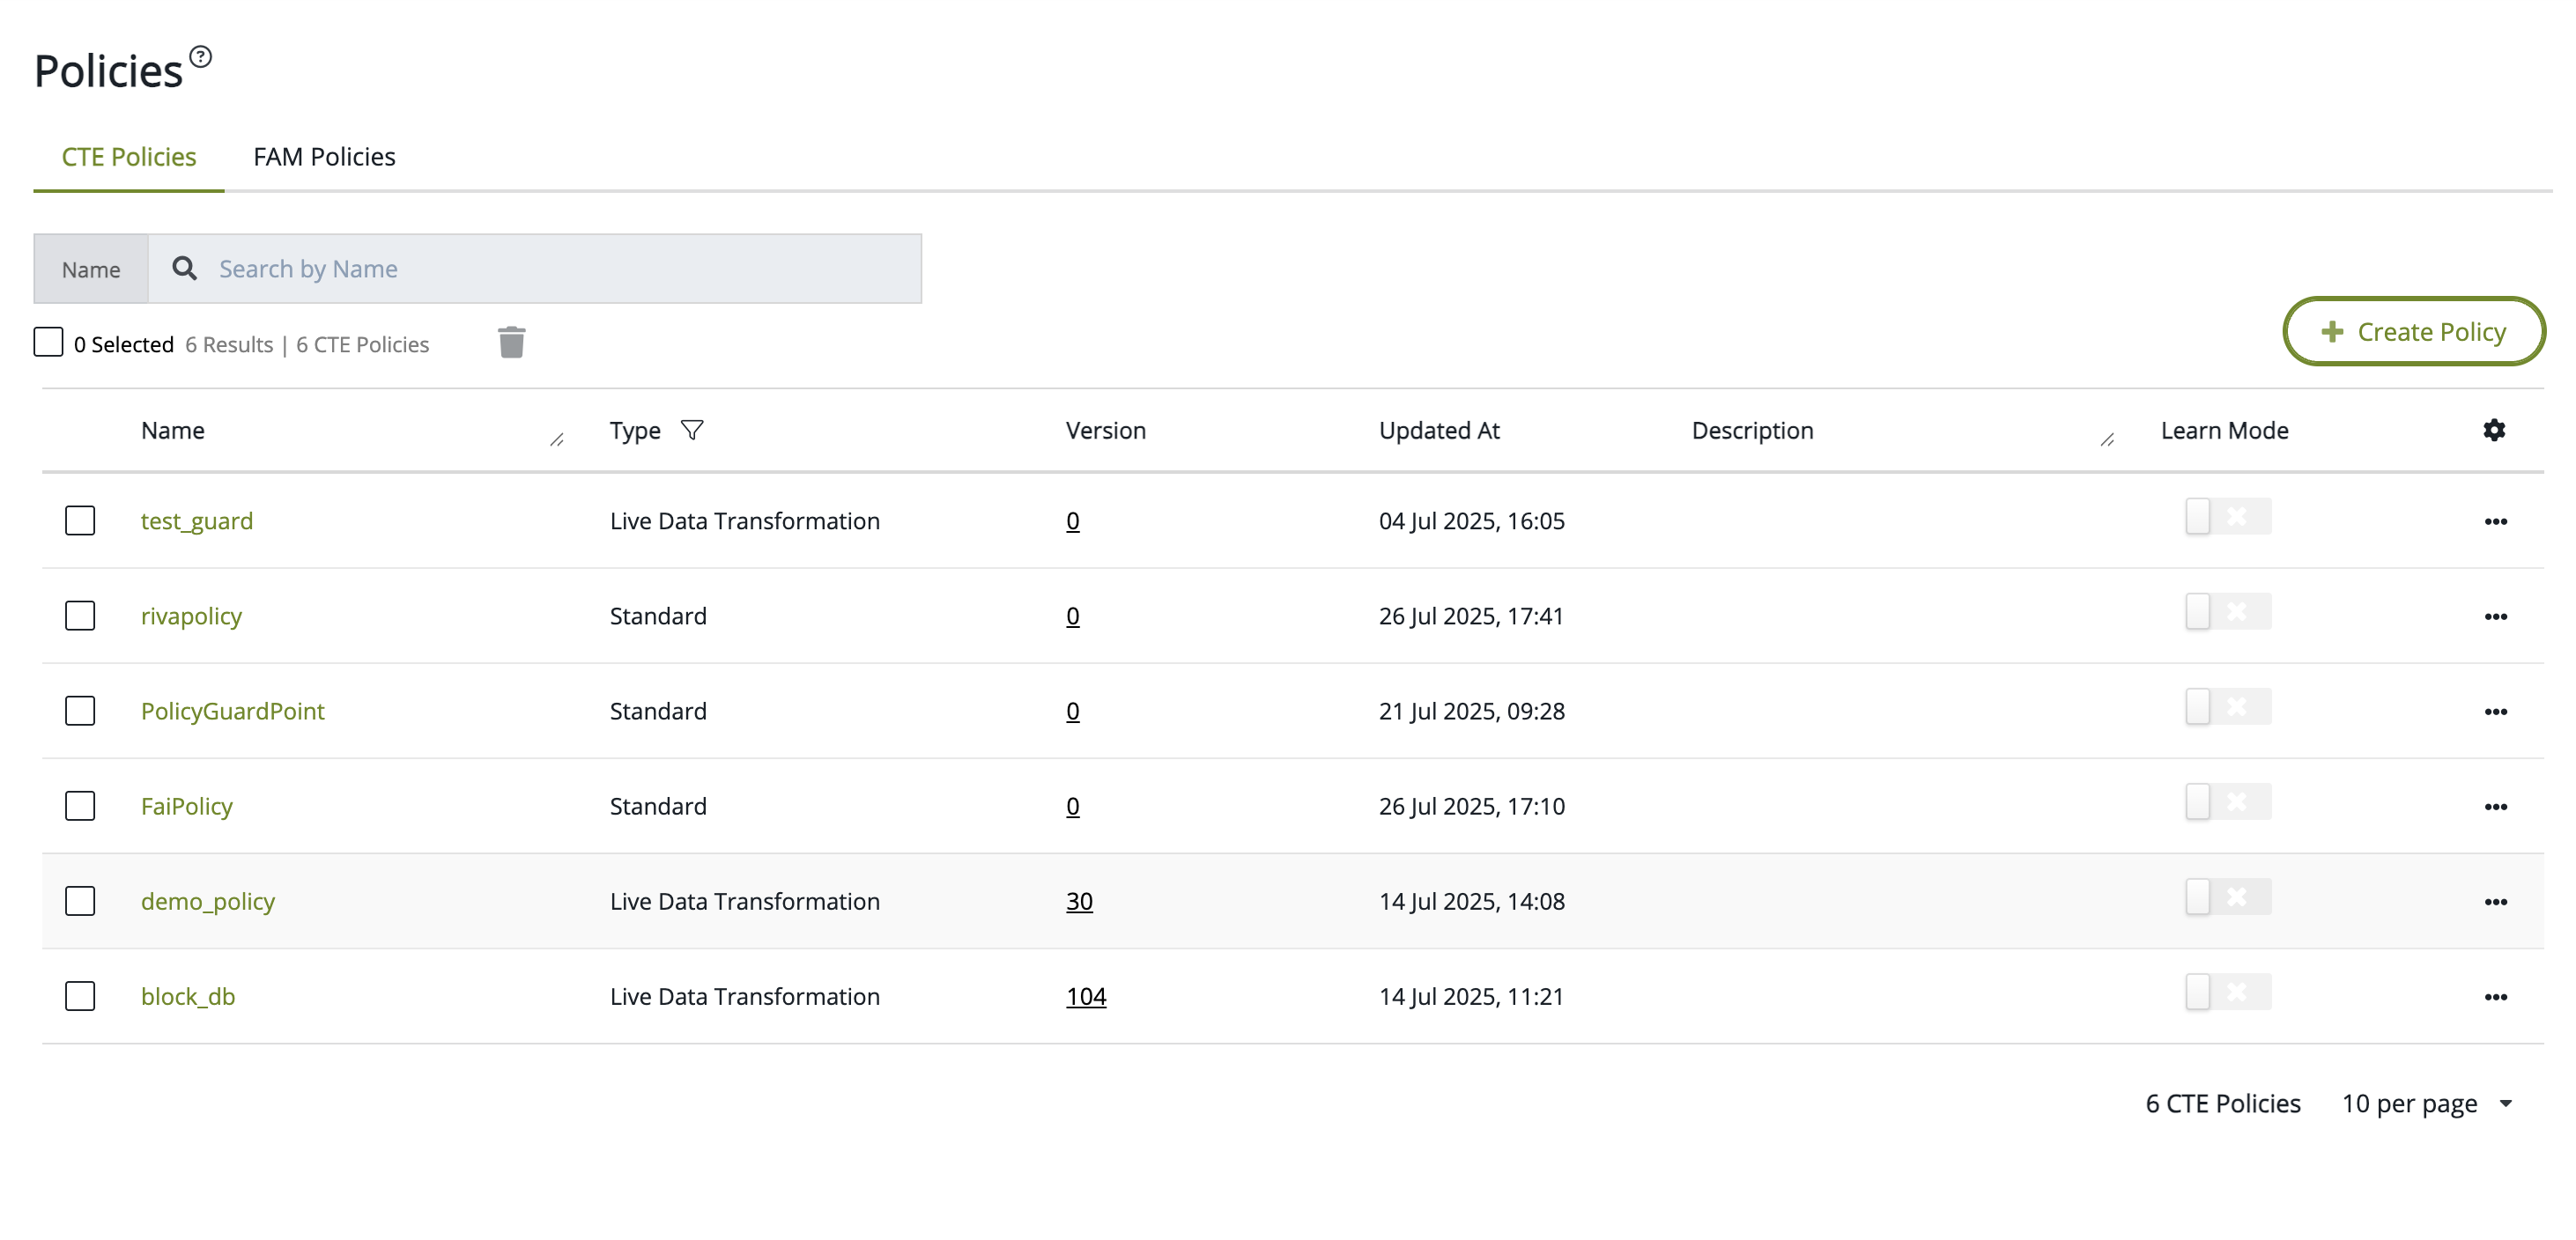 Policies ?
CTE Policies FAM Policies
Name Search by Name
0 Selected 6 Results | 6 CTE Policies
Create Policy
Name Type Version Updated At Description Learn Mode
test_guard Live Data Transformation 0 04 Jul 2025, 16:05
rivapolicy Standard 0 26 Jul 2025, 17:41
PolicyGuardPoint Standard 0 21 Jul 2025, 09:28
FaiPolicy Standard 0 26 Jul 2025, 17:10
demo_policy Live Data Transformation 30 14 Jul 2025, 14:08
block_db Live Data Transformation 104 14 Jul 2025, 11:21
6 CTE Policies 10 per page